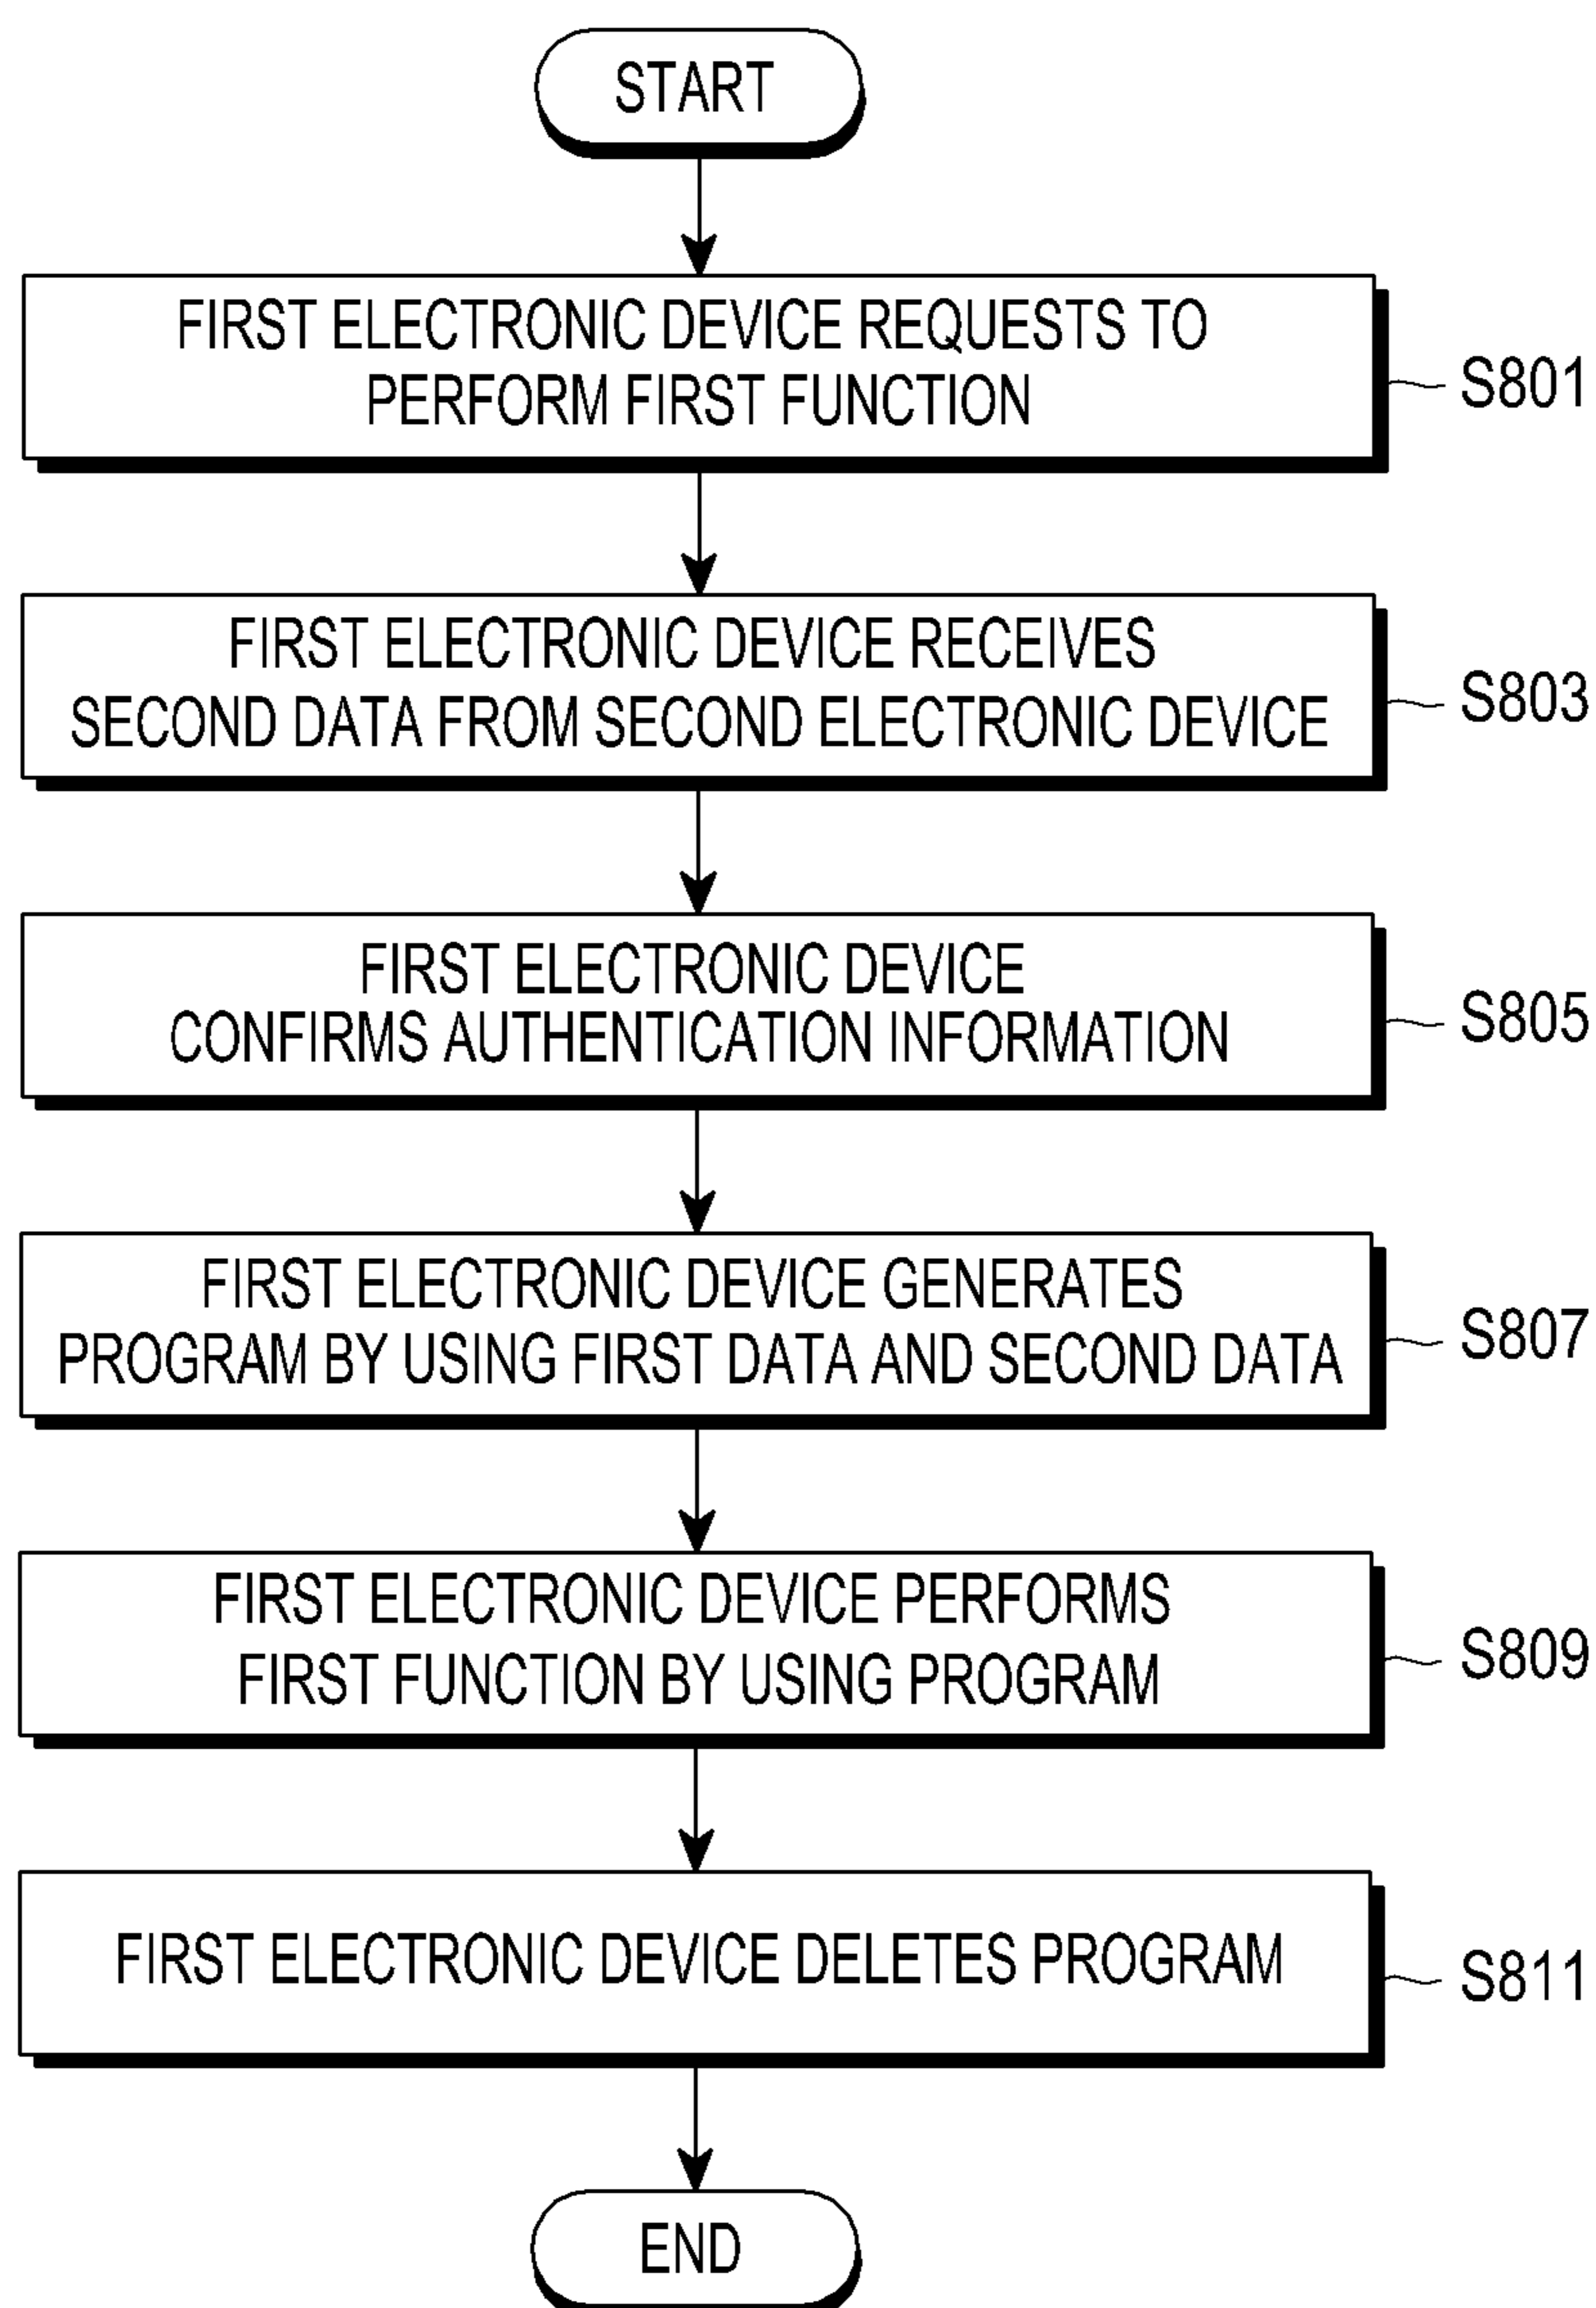 START
FIRST ELECTRONIC DEVICE REQUESTS TO
PERFORM FIRST FUNCTION
S801
FIRST ELECTRONIC DEVICE RECEIVES
SECOND DATA FROM SECOND ELECTRONIC DEVICE
S803
FIRST ELECTRONIC DEVICE
CONFIRMS AUTHENTICATION INFORMATION
S805
FIRST ELECTRONIC DEVICE GENERATES
PROGRAM BY USING FIRST DATA AND SECOND DATA
S807
FIRST ELECTRONIC DEVICE PERFORMS
FIRST FUNCTION BY USING PROGRAM
S809
FIRST ELECTRONIC DEVICE DELETES PROGRAM
S811
END